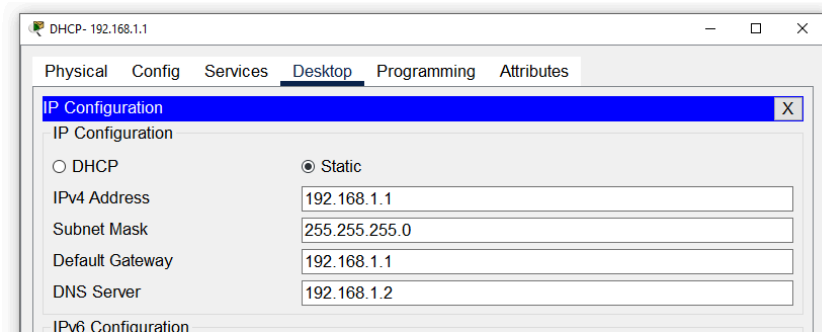 DHCP- 192.168.1.1
Physical Config Services Desktop Programming Attributes
IP Configuration X
IP Configuration
DHCP Static
IPv4 Address 192.168.1.1
Subnet Mask 255.255.255.0
Default Gateway 192.168.1.1
DNS Server 192.168.1.2
IPv6 Configuration